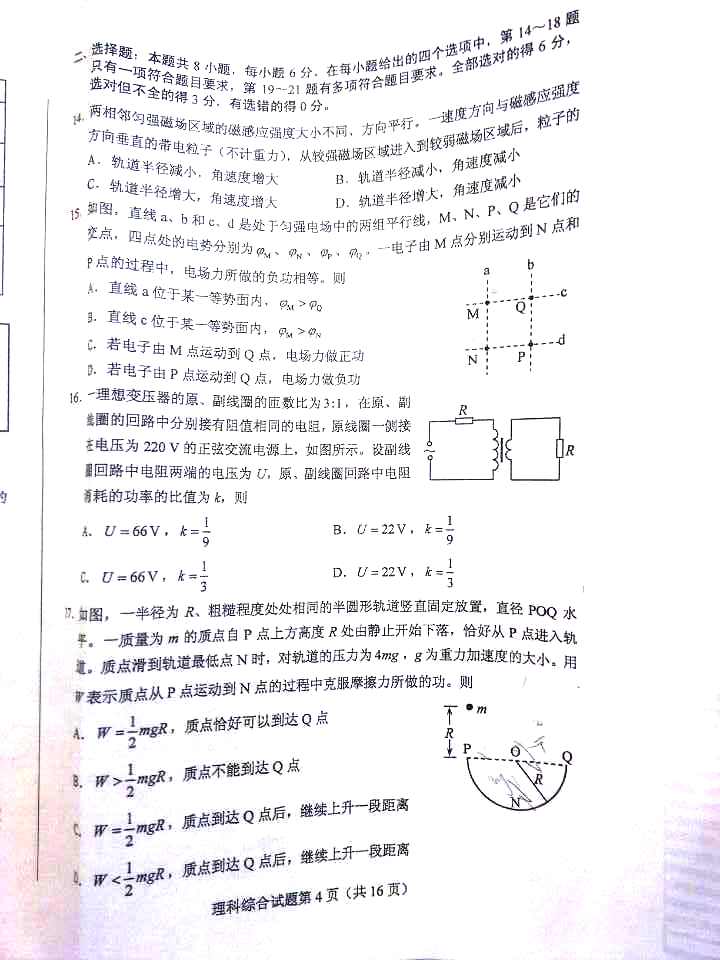 二、选择题：本题共 8 小题，每小题 6 分，在每小题给出的四个选项中，第 14～18 题
只有一项符合题目要求，第 19～21 题有多项符合题目要求。全部选对的得 6 分，
选对但不全的得 3 分，有选错的得 0 分。
14. 两相邻匀强磁场区域的磁感应强度大小不同、方向平行。一速度方向与磁感应强度
方向垂直的带电粒子（不计重力），从较强磁场区域进入到较弱磁场区域后，粒子的
A．轨道半径减小，角速度增大
B．轨道半径减小，角速度减小
C．轨道半径增大，角速度增大
D．轨道半径增大，角速度减小
15. 如图，直线 a、b 和 c、d 是处于匀强电场中的两组平行线，M、N、P、Q 是它们的
交点，四点处的电势分别为 φM、φN、φP、φQ。一电子由 M 点分别运动到 N 点和
P 点的过程中，电场力所做的负功相等。则
A．直线 a 位于某一等势面内，φM > φQ
B．直线 c 位于某一等势面内，φM > φN
C．若电子由 M 点运动到 Q 点，电场力做正功
D．若电子由 P 点运动到 Q 点，电场力做负功
a b
M Q c
N P d
16. 一理想变压器的原、副线圈的匝数比为 3:1，在原、副
线圈的回路中分别接有阻值相同的电阻，原线圈一侧接
在电压为 220 V 的正弦交流电源上，如图所示。设副线
圈回路中电阻两端的电压为 U，原、副线圈回路中电阻
消耗的功率的比值为 k，则
R
R
A．U = 66 V，k = 1/9
B．U = 22 V，k = 1/9
C．U = 66 V，k = 1/3
D．U = 22 V，k = 1/3
17. 如图，一半径为 R、粗糙程度处处相同的半圆形轨道竖直固定放置，直径 POQ 水
平。一质量为 m 的质点自 P 点上方高度 R 处由静止开始下落，恰好从 P 点进入轨
道。质点滑到轨道最低点 N 时，对轨道的压力为 4mg，g 为重力加速度的大小。用
W 表示质点从 P 点运动到 N 点的过程中克服摩擦力所做的功。则
A．W = 1/2 mgR，质点恰好可以到达 Q 点
B．W > 1/2 mgR，质点不能到达 Q 点
C．W = 1/2 mgR，质点到达 Q 点后，继续上升一段距离
D．W < 1/2 mgR，质点到达 Q 点后，继续上升一段距离
m
R
P O Q
R
N
理科综合试题第 4 页（共 16 页）
的